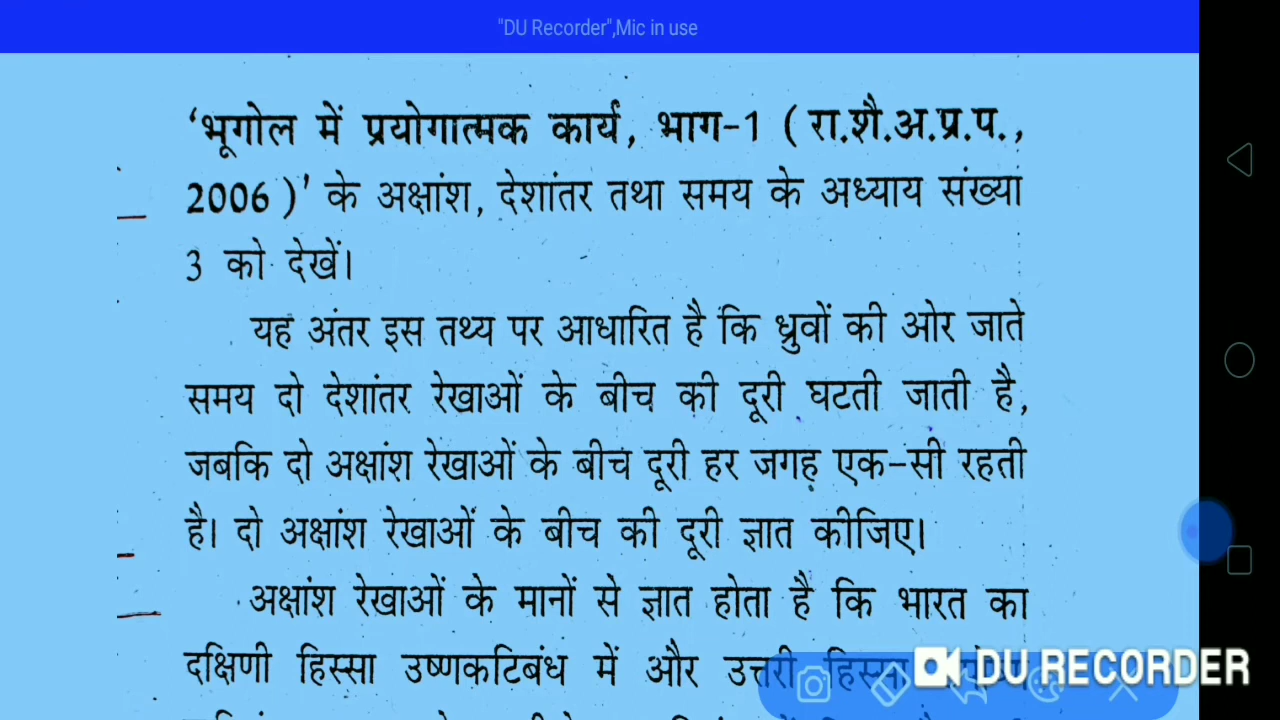 "DU Recorder",Mic in use
‘भूगोल में प्रयोगात्मक कार्य, भाग-1 (रा.शै.अ.प्र.प.,
2006)’ के अक्षांश, देशांतर तथा समय के अध्याय संख्या
3 को देखें।
यह अंतर इस तथ्य पर आधारित है कि ध्रुवों की ओर जाते
समय दो देशांतर रेखाओं के बीच की दूरी घटती जाती है,
जबकि दो अक्षांश रेखाओं के बीच दूरी हर जगह एक-सी रहती
है। दो अक्षांश रेखाओं के बीच की दूरी ज्ञात कीजिए।
अक्षांश रेखाओं के मानों से ज्ञात होता है कि भारत का
दक्षिणी हिस्सा उष्णकटिबंध में और उत्तरी हिस्सा
DU RECORDER